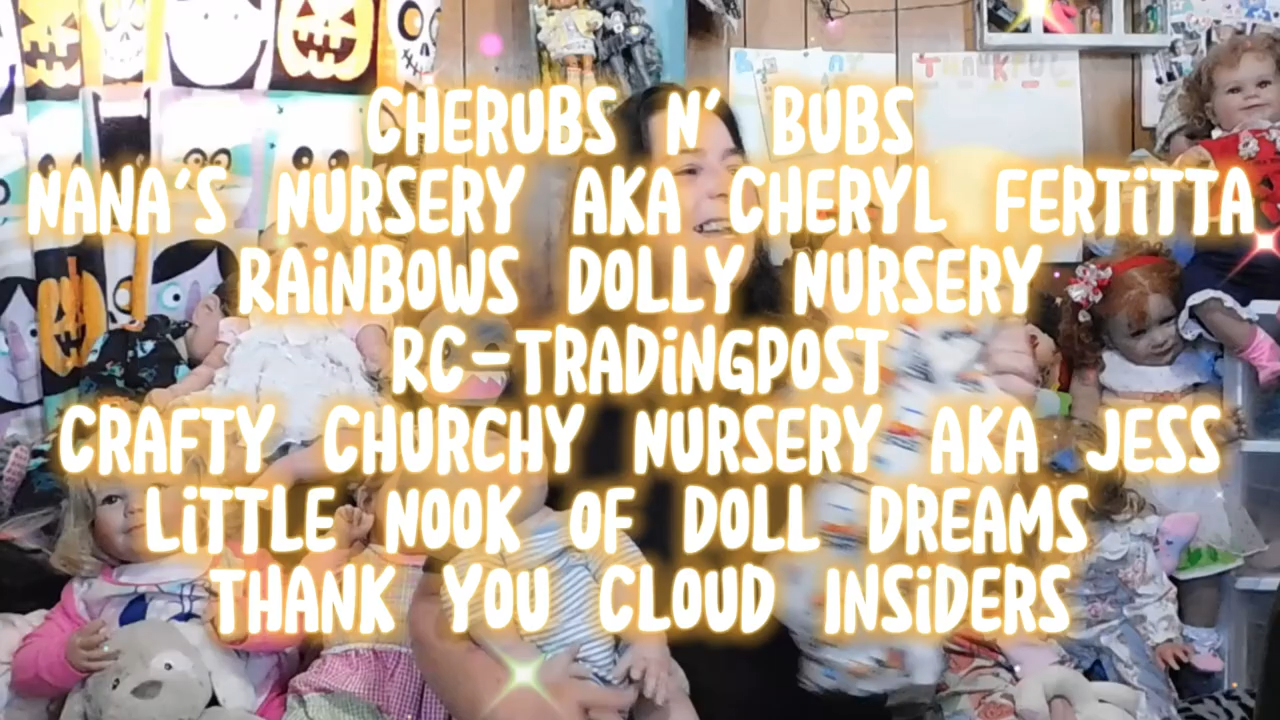 CHERUBS N' BUBS
NANA'S NURSERY AKA CHERYL FERTiTTA
RAiNBOWS DOLLY NURSERY
RC-TRADiNGPOST
CRAFTY CHURCHY NURSERY AKA JESS
LiTTLE NOOK OF DOLL DREAMS
THANK YOU CLOUD INSiDERS
THANKFUL